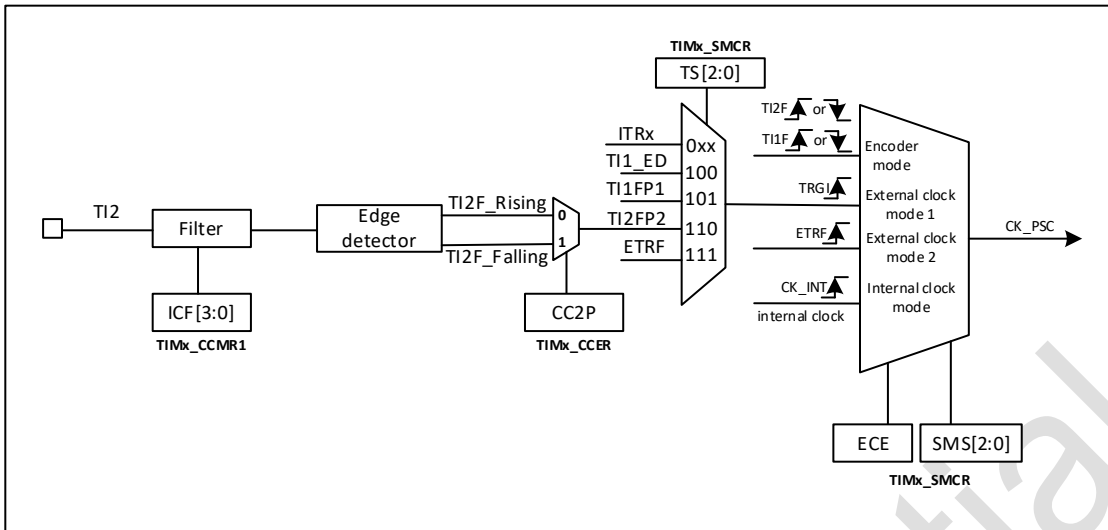 TIMx_SMCR
TS[2:0]
TI2F or
ITRx
0xx
TI1F or
Encoder
mode
TI1_ED
100
TRGI
TI1FP1
101
External clock
mode 1
TI2
Filter
Edge
detector
TI2F_Rising
0
TI2FP2
110
ETRF
External clock
mode 2
CK_PSC
TI2F_Falling
1
ETRF
111
CK_INT
Internal clock
mode
internal clock
ICF[3:0]
CC2P
TIMx_CCMR1
TIMx_CCER
ECE
SMS[2:0]
TIMx_SMCR
tial